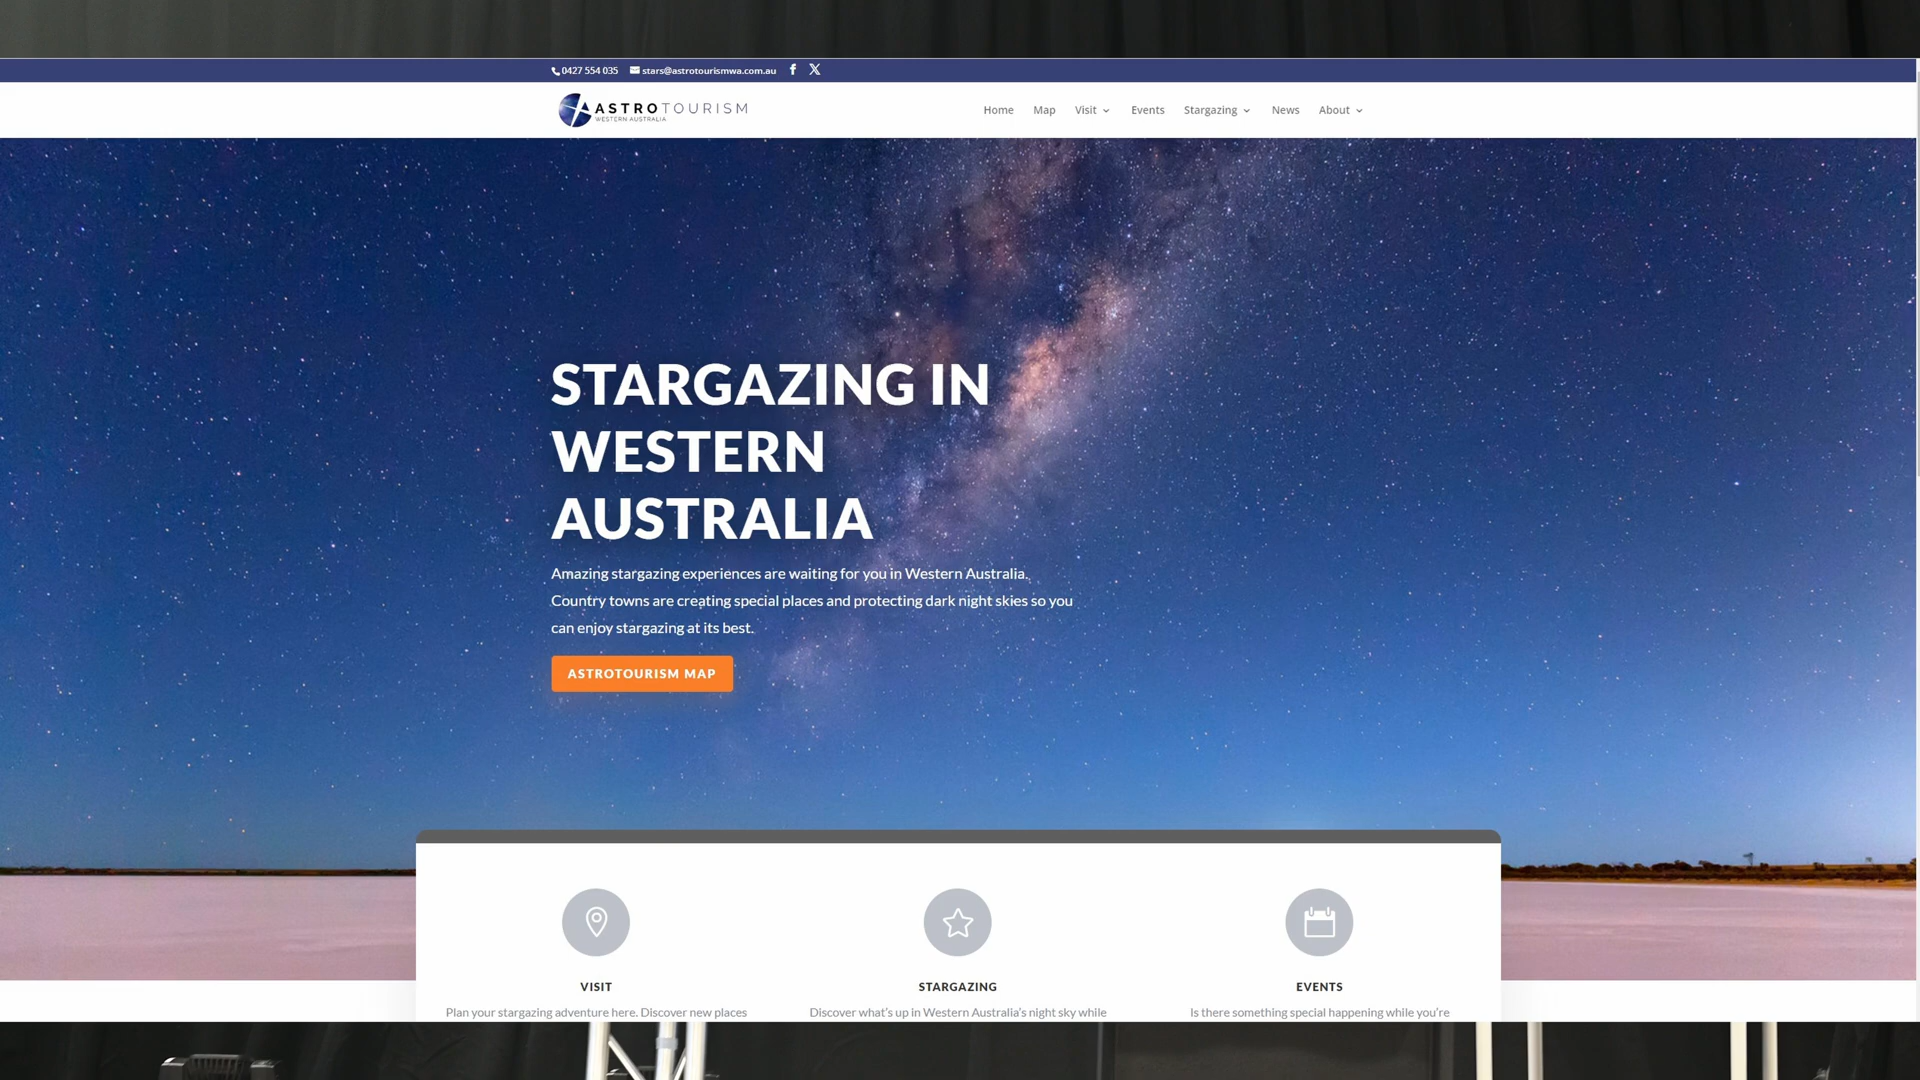 0427 554 035 stars@astrotourismwa.com.au
ASTROTOURISM
WESTERN AUSTRALIA
Home Map Visit Events Stargazing News About
STARGAZING IN
WESTERN
AUSTRALIA
Amazing stargazing experiences are waiting for you in Western Australia.
Country towns are creating special places and protecting dark night skies so you
can enjoy stargazing at its best.
ASTROTOURISM MAP
VISIT
Plan your stargazing adventure here. Discover new places
STARGAZING
Discover what's up in Western Australia's night sky while
EVENTS
Is there something special happening while you're